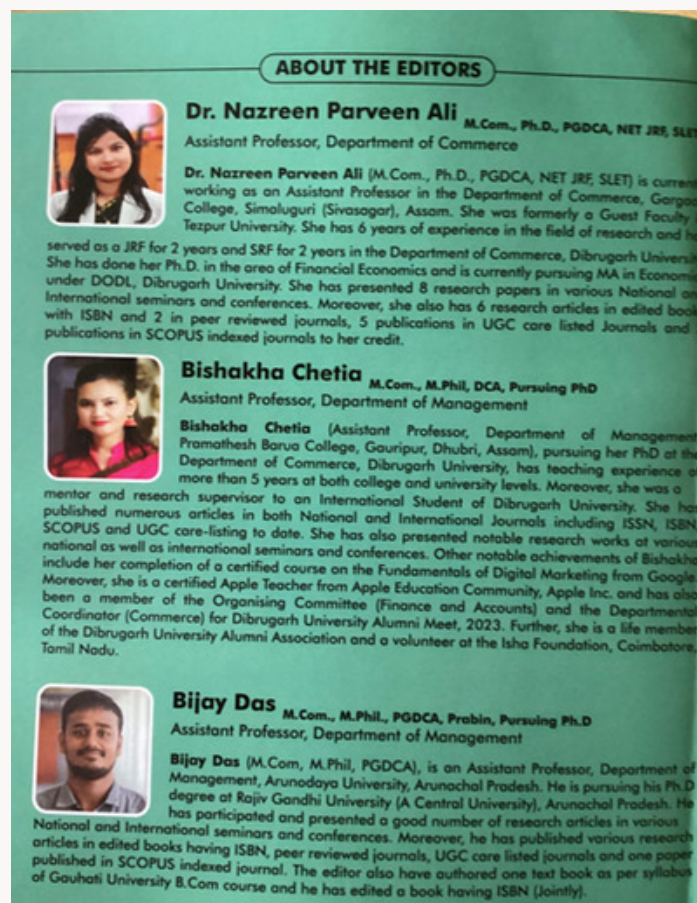 ABOUT THE EDITORS
Dr. Nazreen Parveen Ali M.Com., Ph.D., PGDCA, NET JRF, SLET
Assistant Professor, Department of Commerce
Dr. Nazreen Parveen Ali (M.Com., Ph.D., PGDCA, NET JRF, SLET) is
working as an Assistant Professor in the Department of Commerce,
College, Simaluguri (Sivasagar), Assam. She was formerly a Guest Faculty
Tezpur University. She has 6 years of experience in the field of research and
served as a JRF for 2 years and SRF for 2 years in the Department of Commerce, Dibrugarh
She has done her Ph.D. in the area of Financial Economics and is currently pursuing MA in
under DODL, Dibrugarh University. She has presented 8 research papers in various National
International seminars and conferences. Moreover, she also has 6 research articles in edited
with ISBN and 2 in peer reviewed journals, 5 publications in UGC care listed Journals and
publications in SCOPUS indexed journals to her credit.
Bishakha Chetia M.Com., M.Phil, DCA, Pursuing PhD
Assistant Professor, Department of Management
Bishakha Chetia (Assistant Professor, Department of Management
Pramathesh Barua College, Gauripur, Dhubri, Assam), pursuing her PhD at the
Department of Commerce, Dibrugarh University, has teaching experience
more than 5 years at both college and university levels. Moreover, she was a
mentor and research supervisor to an International Student of Dibrugarh University. She has
published numerous articles in both National and International Journals including ISSN, ISBN
SCOPUS and UGC care-listing to date. She has also presented notable research works at various
national as well as international seminars and conferences. Other notable achievements of Bishakha
include her completion of a certified course on the Fundamentals of Digital Marketing from Google
Moreover, she is a certified Apple Teacher from Apple Education Community, Apple Inc. and has also
been a member of the Organising Committee (Finance and Accounts) and the Departmental
Coordinator (Commerce) for Dibrugarh University Alumni Meet, 2023. Further, she is a life member
of the Dibrugarh University Alumni Association and a volunteer at the Isha Foundation, Coimbatore,
Tamil Nadu.
Bijay Das M.Com., M.Phil., PGDCA, Prabin, Pursuing Ph.D
Assistant Professor, Department of Management
Bijay Das (M.Com, M.Phil, PGDCA), is an Assistant Professor, Department of
Management, Arunodaya University, Arunachal Pradesh. He is pursuing his Ph.D
degree at Rajiv Gandhi University (A Central University), Arunachal Pradesh. He
has participated and presented a good number of research articles in various
National and International seminars and conferences. Moreover, he has published various research
articles in edited books having ISBN, peer reviewed journals, UGC care listed journals and one paper
published in SCOPUS indexed journal. The editor also have authored one text book as per syllabus
of Gauhati University B.Com course and he has edited a book having ISBN (Jointly).